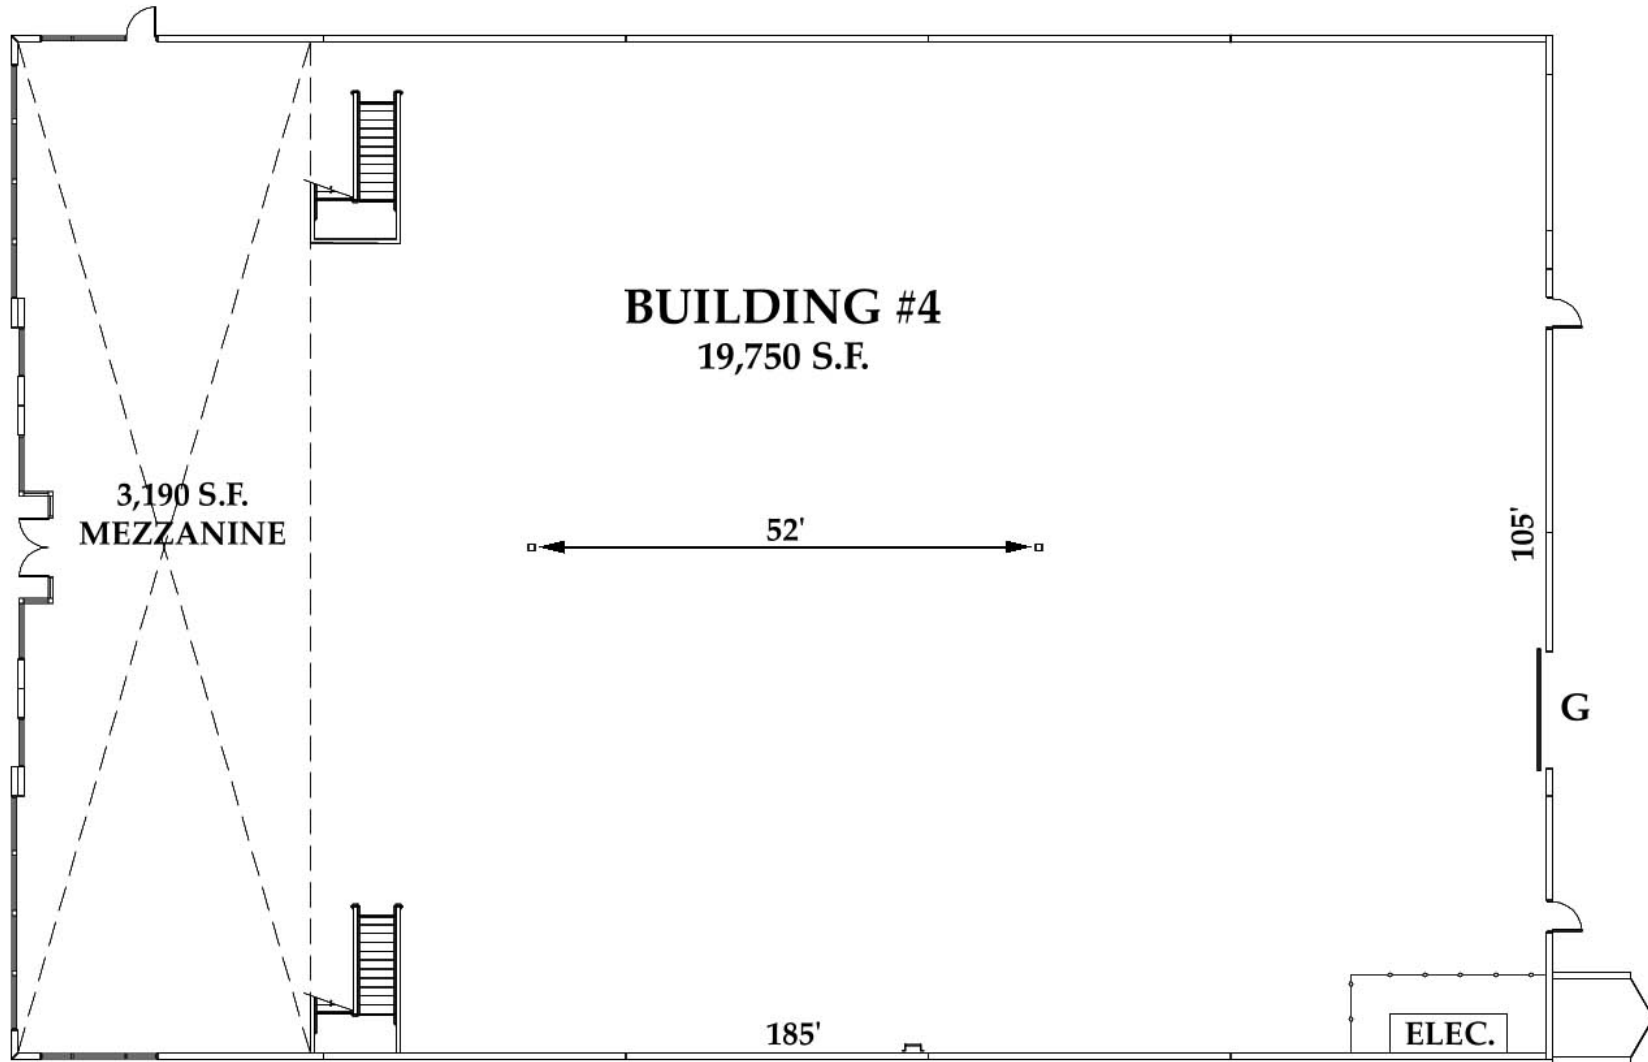 BUILDING #4
19,750 S.F.
3,190 S.F.
MEZZANINE
52'
105'
G
185'
ELEC.